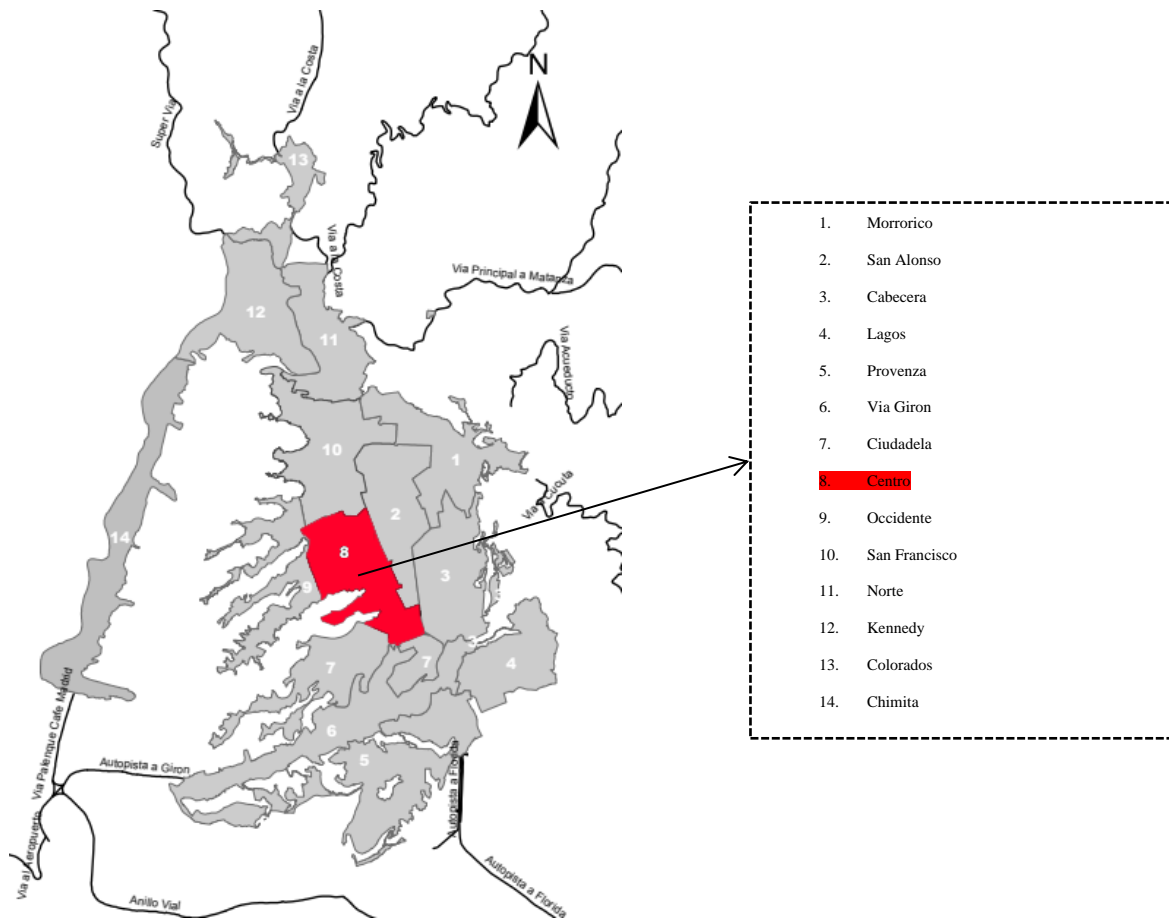 N
Via a la Costa
Super Via
13
Via a la Costa
Via Principal a Matanza
12
11
Via Acueducto
10
1
Via a Cucuta
2
14
8
3
9
3
7
7
4
6
5
Via Palenque Cafe Madrid
Autopista a Giron
Autopista a Florida
Autopista a Florida
Via al Aeropuerto
Anillo Vial
Autopista a Florida
1. Morrorico
2. San Alonso
3. Cabecera
4. Lagos
5. Provenza
6. Via Giron
7. Ciudadela
8. Centro
9. Occidente
10. San Francisco
11. Norte
12. Kennedy
13. Colorados
14. Chimita